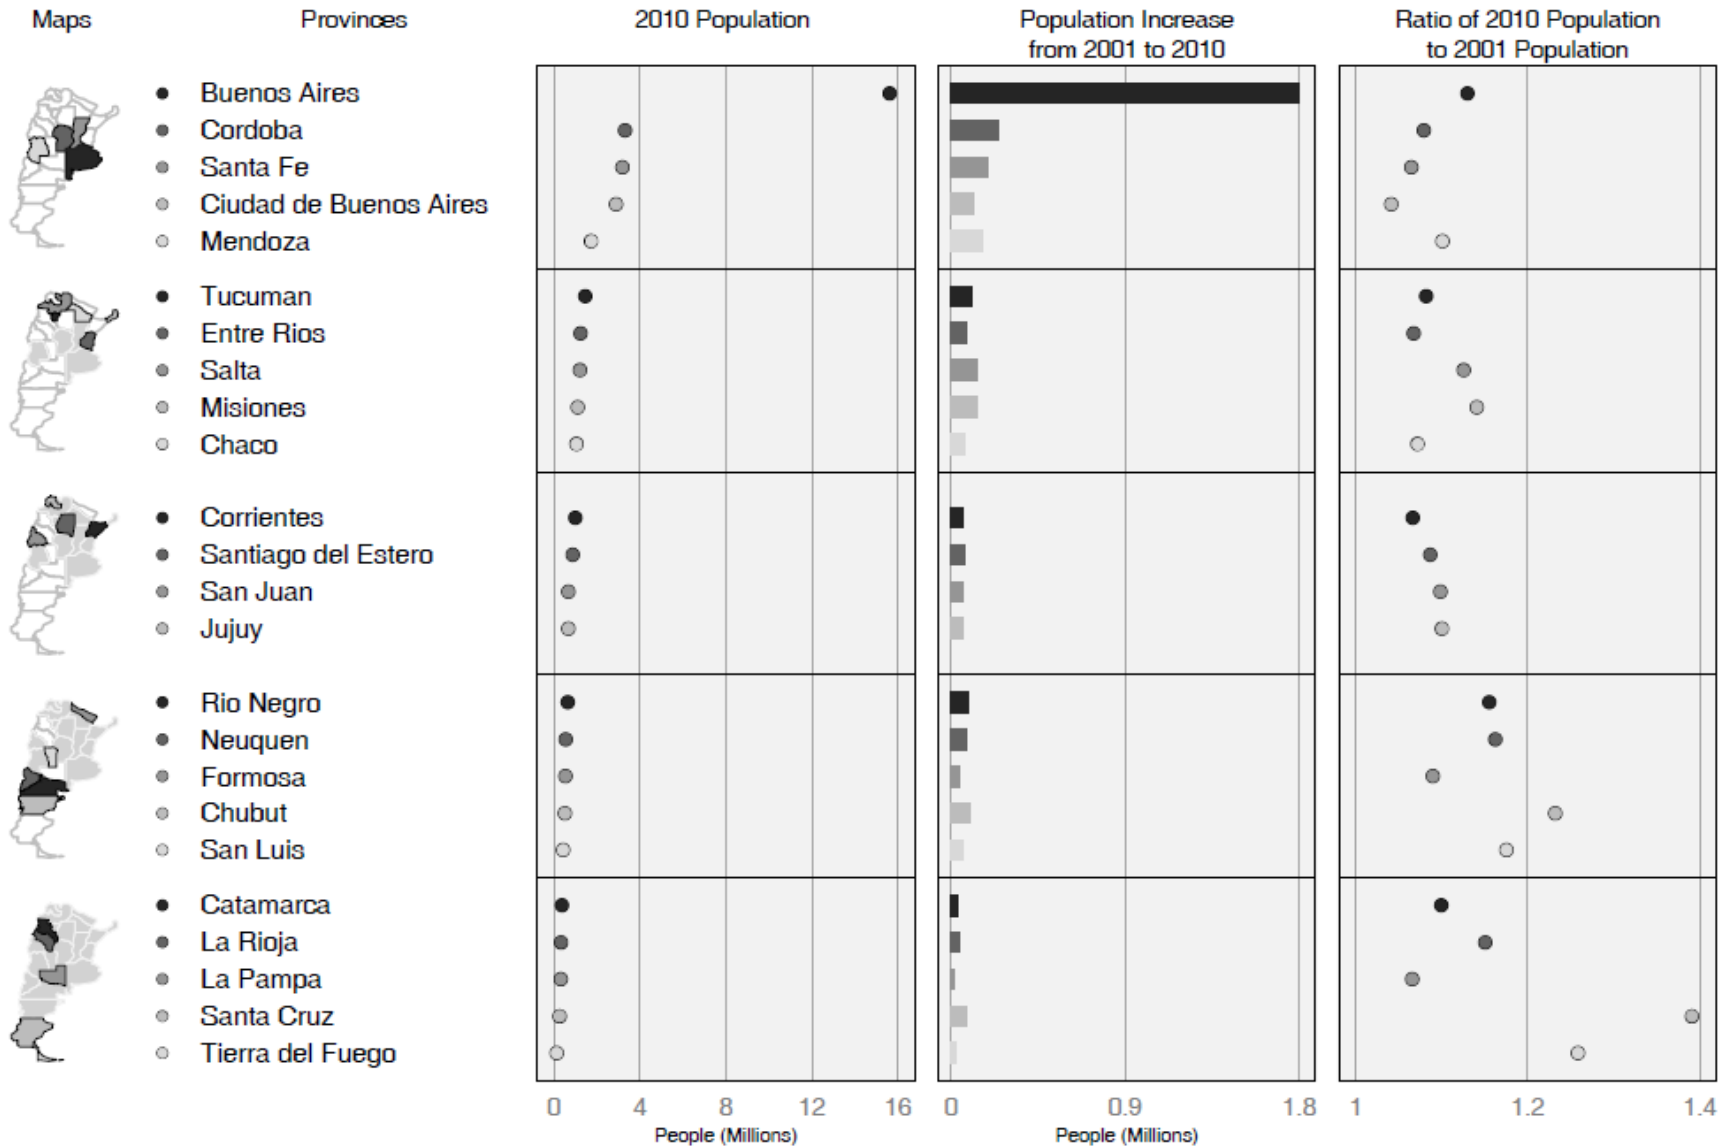 Maps
Provinces
2010 Population
Population Increase
from 2001 to 2010
Ratio of 2010 Population
to 2001 Population
Buenos Aires
Cordoba
Santa Fe
Ciudad de Buenos Aires
Mendoza
Tucuman
Entre Rios
Salta
Misiones
Chaco
Corrientes
Santiago del Estero
San Juan
Jujuy
Rio Negro
Neuquen
Formosa
Chubut
San Luis
Catamarca
La Rioja
La Pampa
Santa Cruz
Tierra del Fuego
0 4 8 12 16
People (Millions)
0 0.9 1.8
People (Millions)
1 1.2 1.4